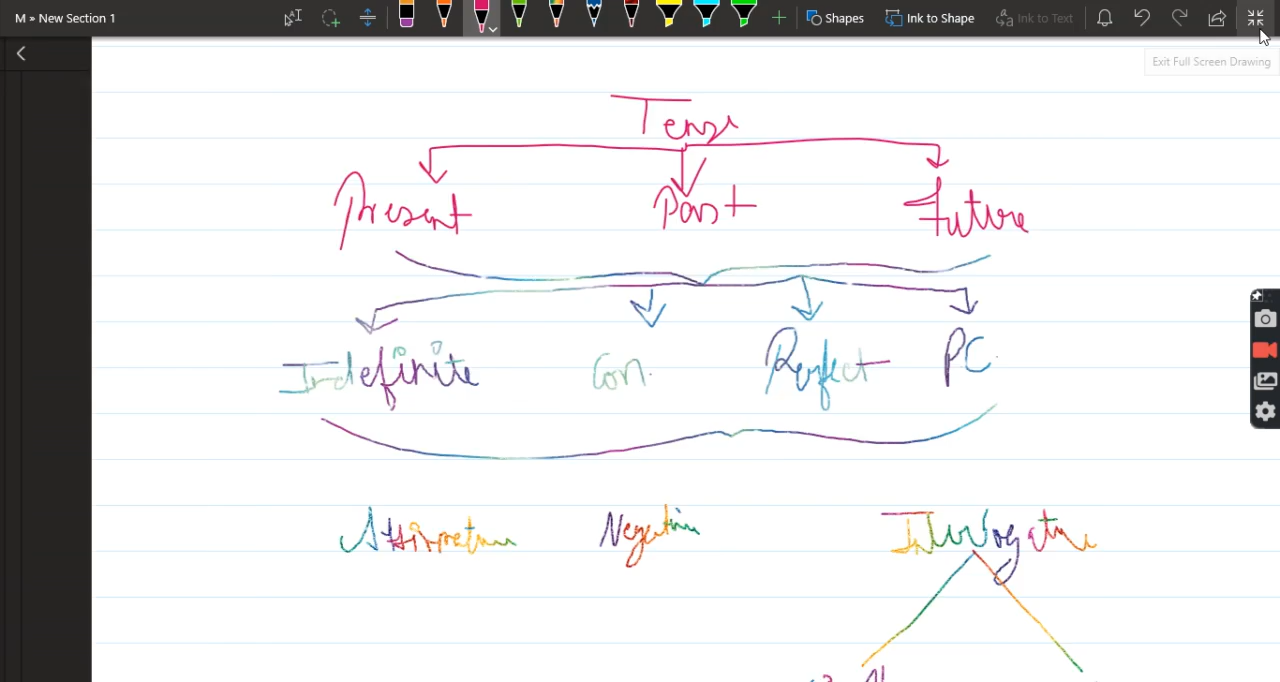 M » New Section 1
Shapes
Ink to Shape
Ink to Text
Exit Full Screen Drawing
Tense
Present Past Future
Indefinite Con. Perfect PC.
Affirmative Negative Interrogative